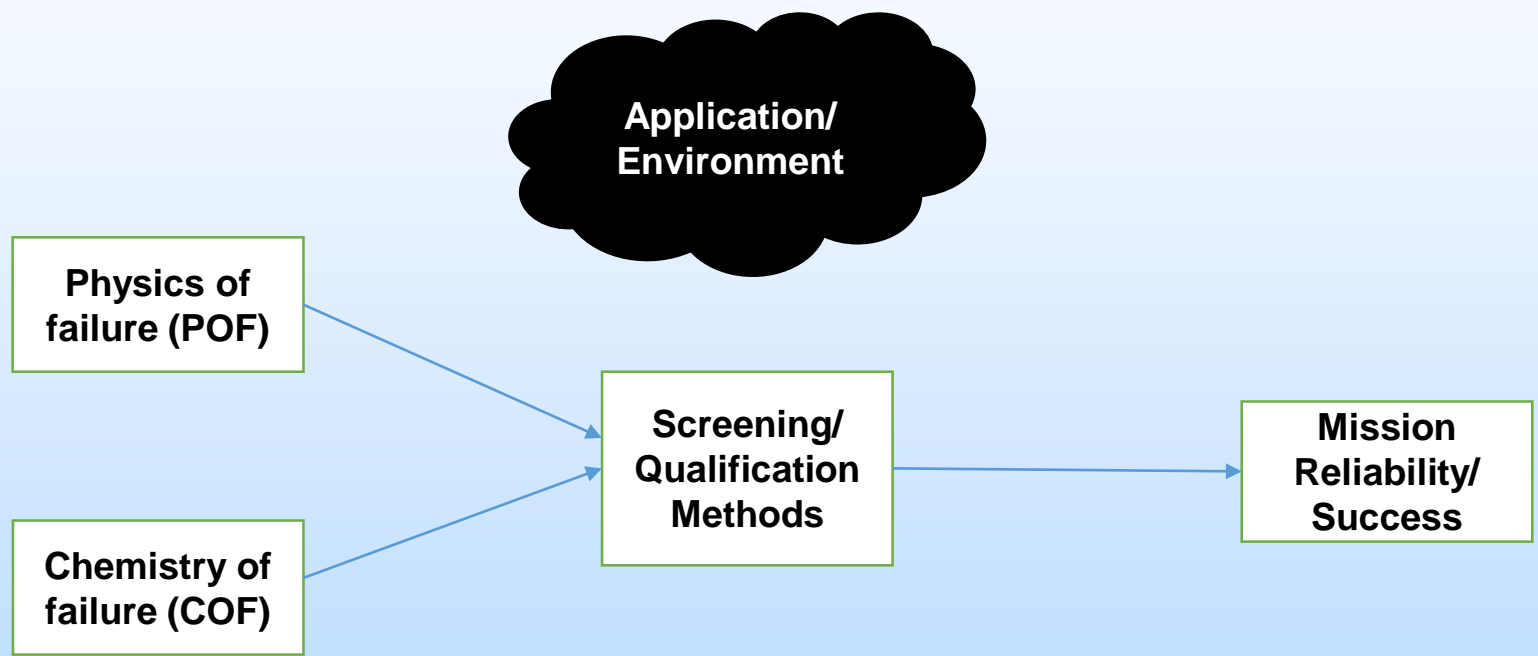 Application/
Environment
Physics of
failure (POF)
Screening/
Qualification
Methods
Mission
Reliability/
Success
Chemistry of
failure (COF)